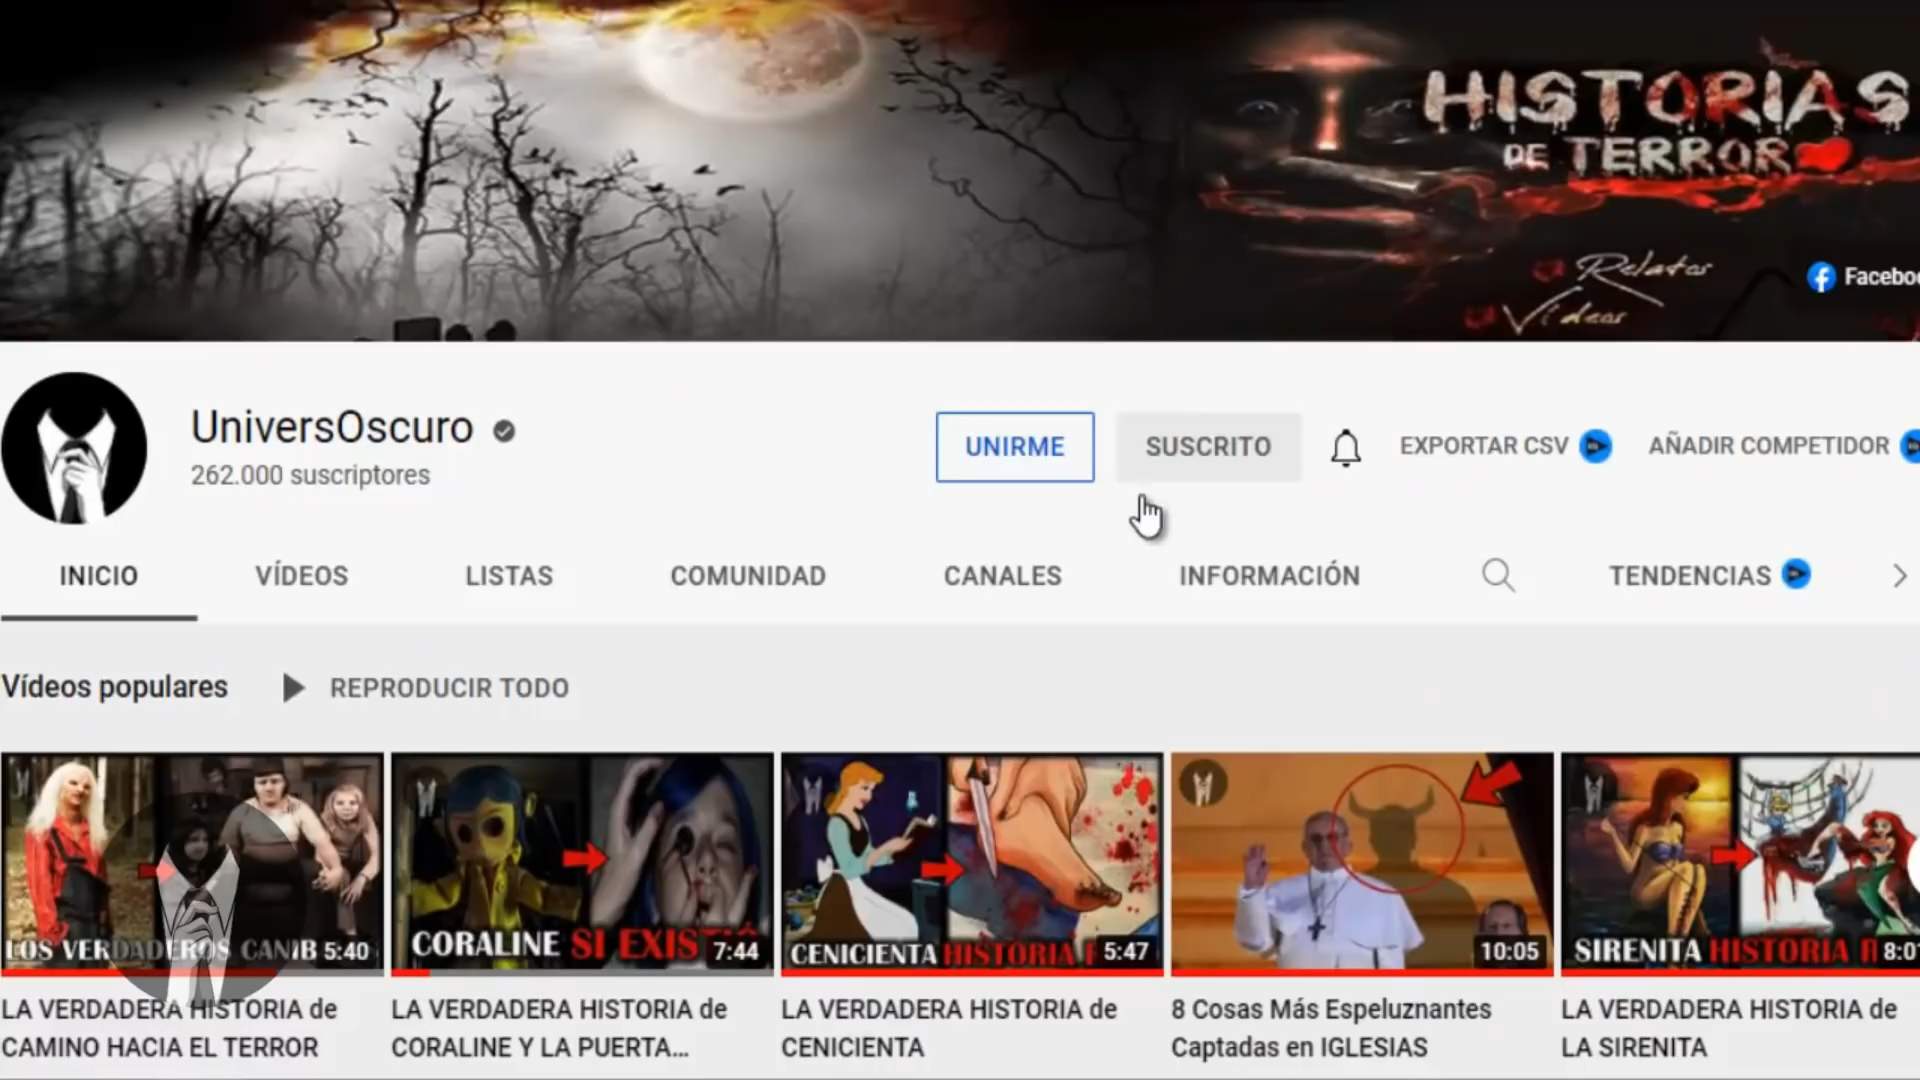 HISTORIAS
DE TERROR
Relatos
Videos
UniversOscuro
262.000 suscriptores
UNIRME
SUSCRITO
EXPORTAR CSV
AÑADIR COMPETIDOR
INICIO
VÍDEOS
LISTAS
COMUNIDAD
CANALES
INFORMACIÓN
TENDENCIAS
Vídeos populares
REPRODUCIR TODO
LOS VERDADEROS CANIB 5:40
CORALINE SI EXIS 7:44
CENICIENTA HISTORIA 5:47
10:05
SIRENITA HISTORIA
LA VERDADERA HISTORIA de
CAMINO HACIA EL TERROR
LA VERDADERA HISTORIA de
CORALINE Y LA PUERTA...
LA VERDADERA HISTORIA de
CENICIENTA
8 Cosas Más Espeluznantes
Captadas en IGLESIAS
LA VERDADERA HISTORIA de
LA SIRENITA